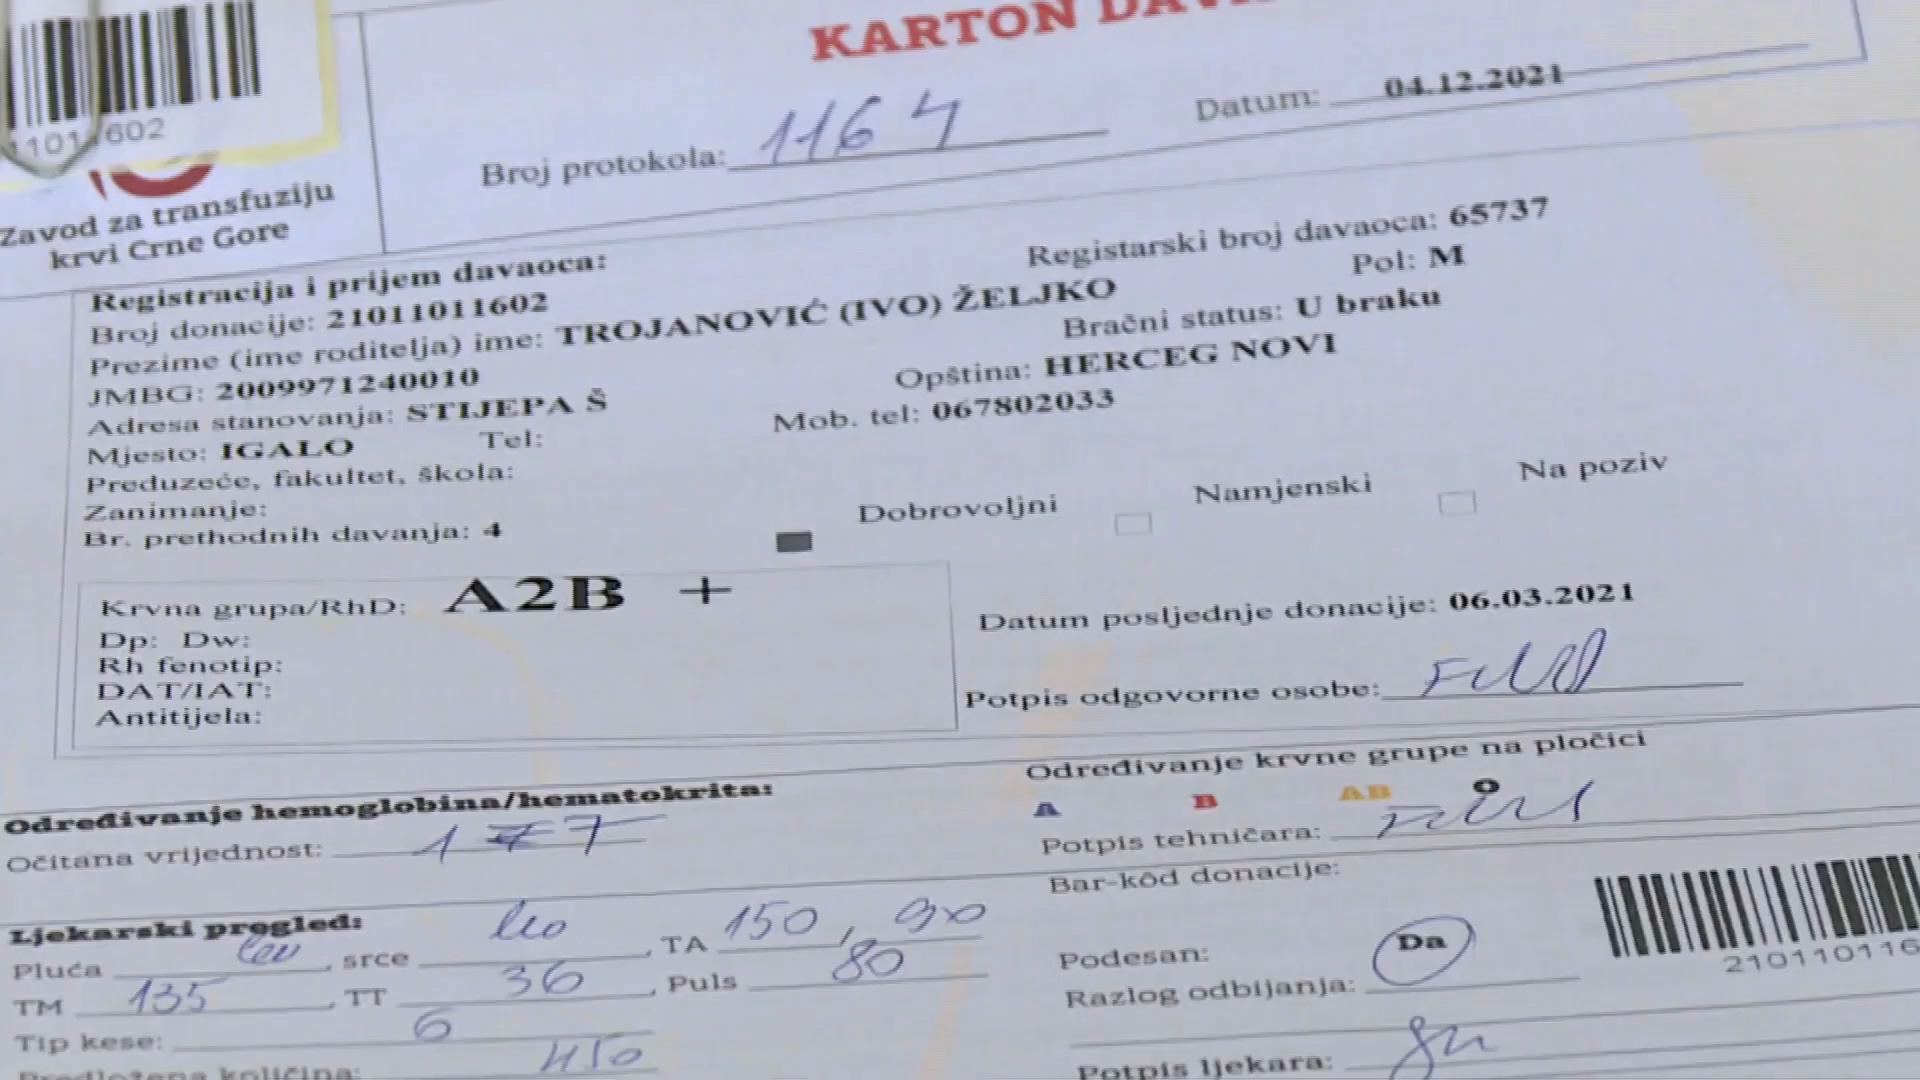 KARTON
11011602
Zavod za transfuziju
krvi Crne Gore
Broj protokola: 1164
Datum: 04.12.2021
Registracija i prijem davaoca:
Registarski broj davaoca: 65737
Broj donacije: 21011011602
Pol: M
Prezime (ime roditelja) ime: TROJANOVIĆ (IVO) ŽELJKO
Bračni status: U braku
JMBG: 2009971240010
Opština: HERCEG NOVI
Adresa stanovanja: STIJEPA Š
Mob. tel: 067802033
Mjesto: IGALO Tel:
Preduzeće, fakultet, škola:
Zanimanje:
Br. prethodnih davanja: 4
Dobrovoljni Namjenski Na poziv
Krvna grupa/RhD: A2B +
Dp: Dw:
Rh fenotip:
DAT/IAT:
Antitijela:
Datum posljednje donacije: 06.03.2021
Potpis odgovorne osobe:
Određivanje hemoglobina/hematokrita:
Očitana vrijednost: 177
Određivanje krvne grupe na pločici
A B AB O
Potpis tehničara:
Ljekarski pregled:
Pluća srce , TA 150, 90
TM 135, TT 36, Puls 80
Tip kese: 6
Predložena količina: 450
Bar-kôd donacije:
210110116
Podesan: Da
Razlog odbijanja:
Potpis ljekara: